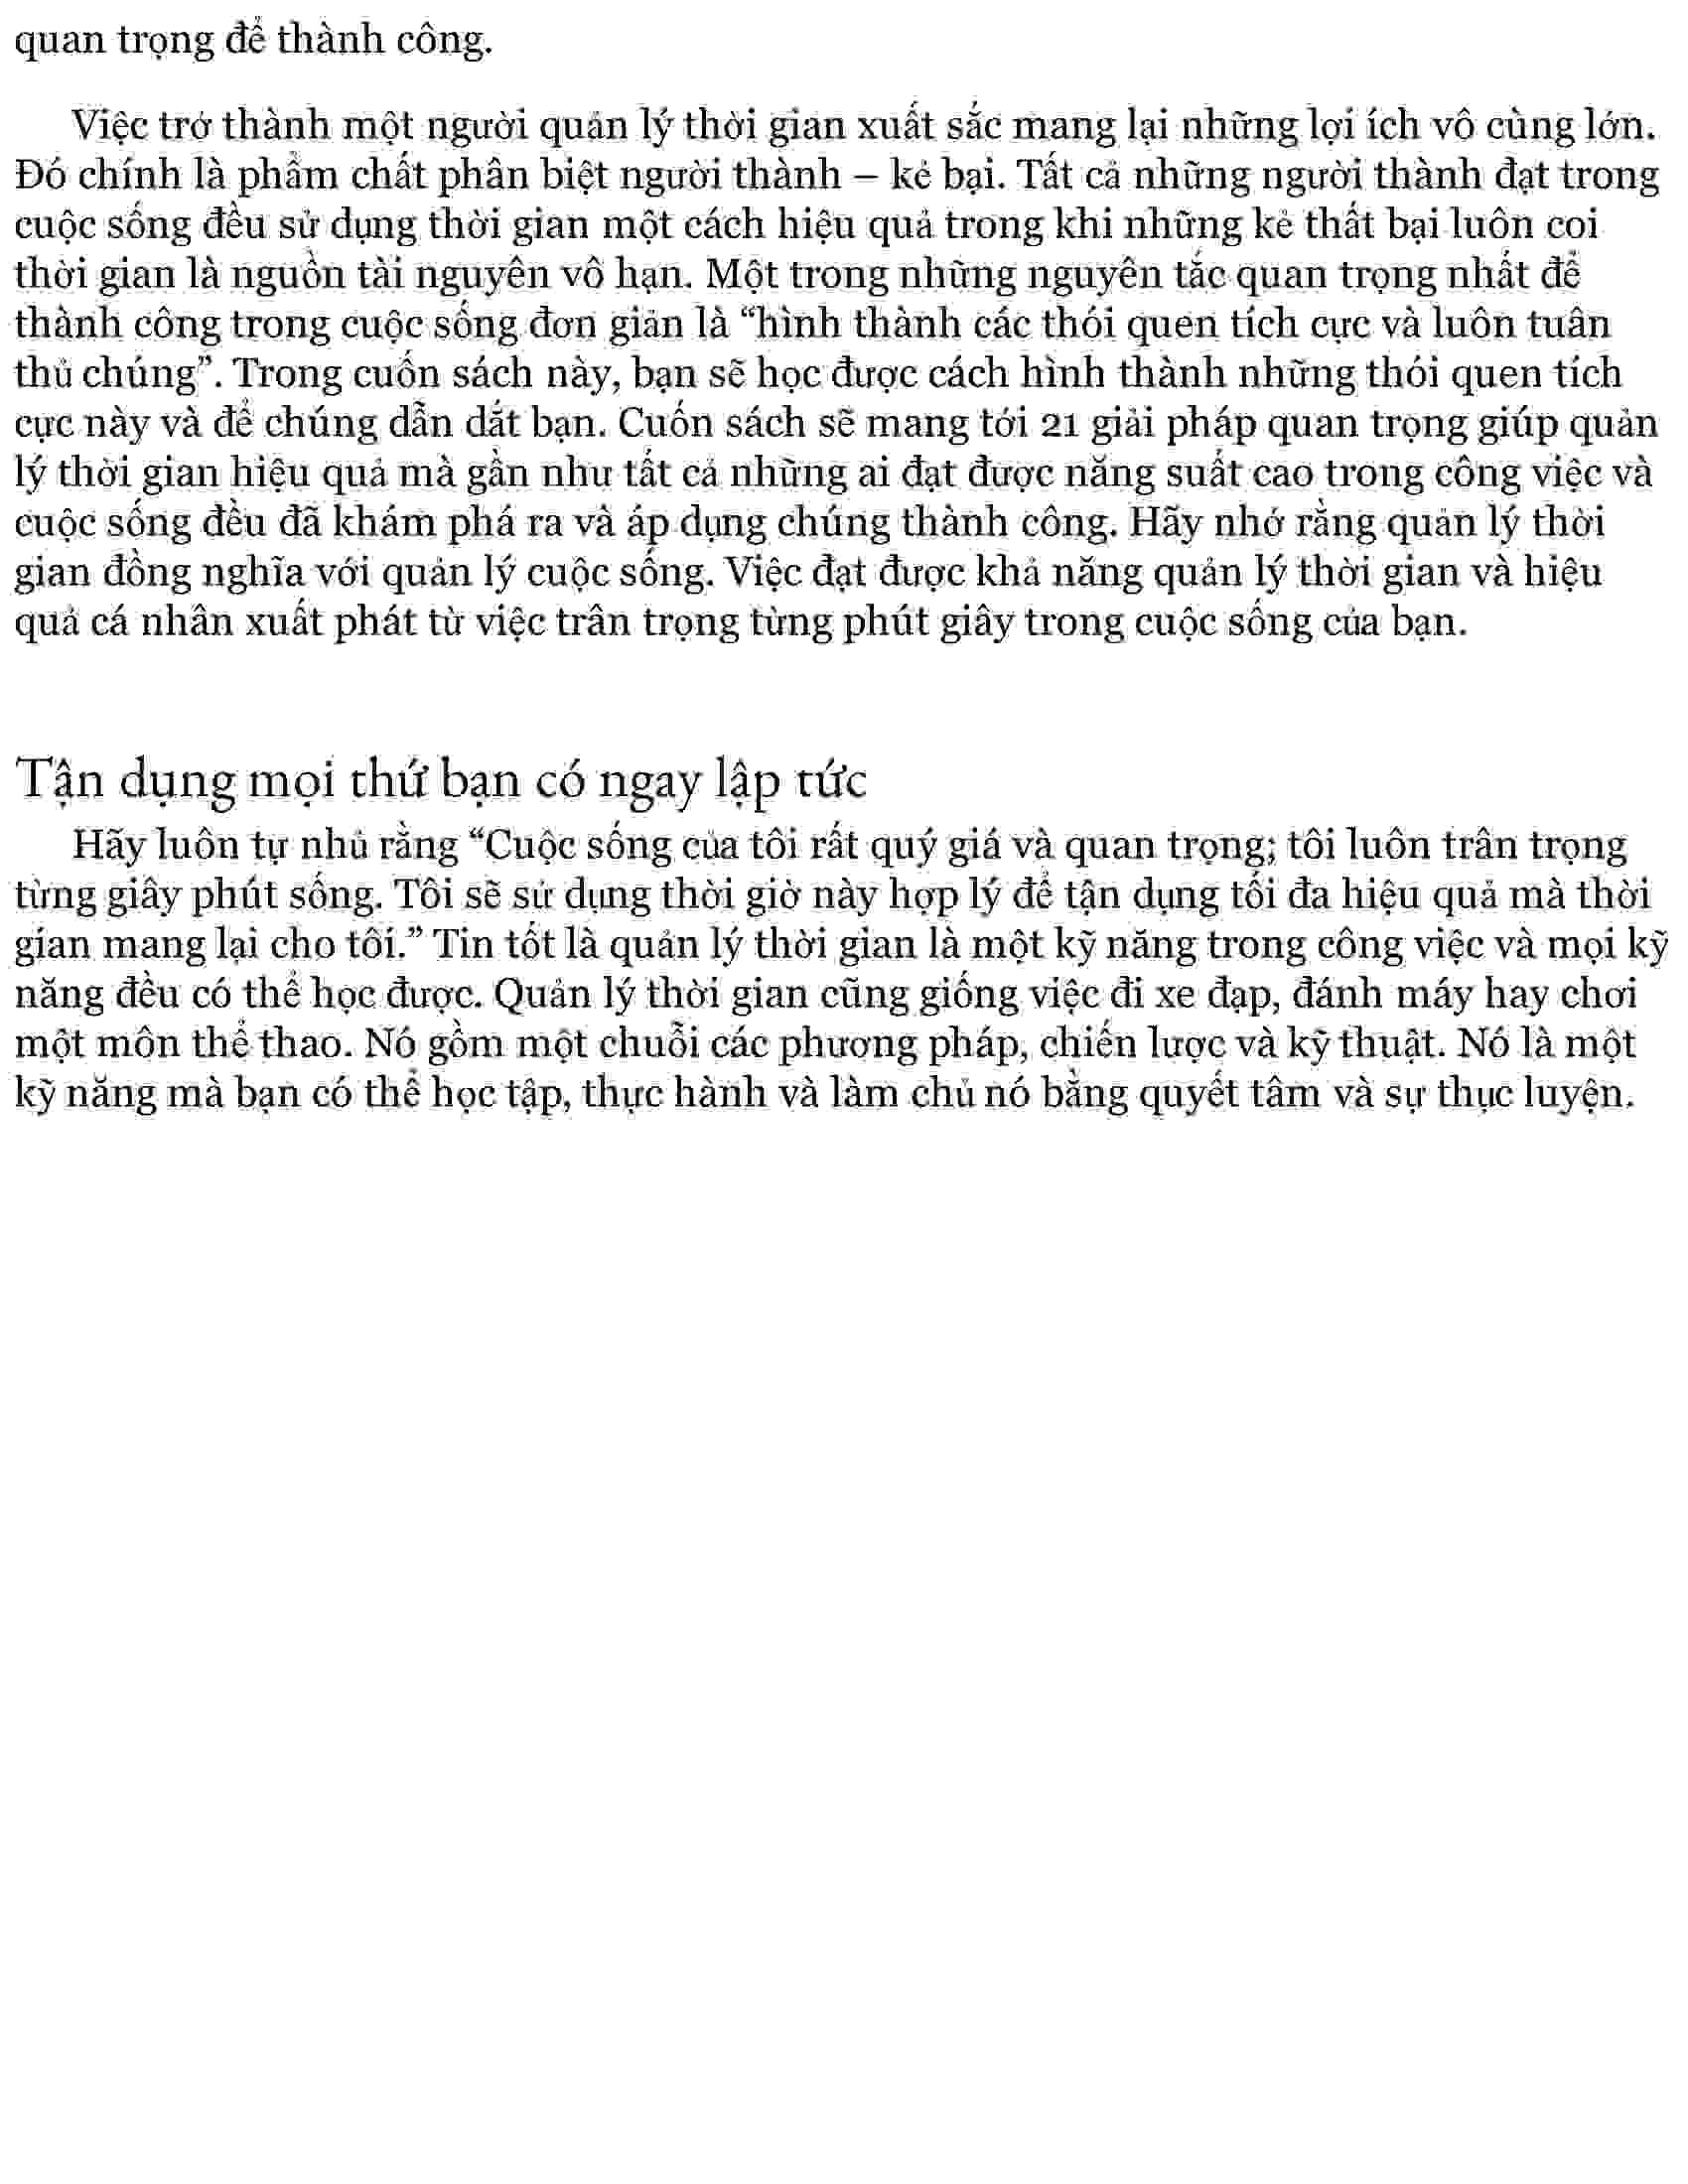 quan trọng để thành công.
Việc trở thành một người quản lý thời gian xuất sắc mang lại những lợi ích vô cùng lớn.
Đó chính là phẩm chất phân biệt người thành – kẻ bại. Tất cả những người thành đạt trong
cuộc sống đều sử dụng thời gian một cách hiệu quả trong khi những kẻ thất bại luôn coi
thời gian là nguồn tài nguyên vô hạn. Một trong những nguyên tắc quan trọng nhất để
thành công trong cuộc sống đơn giản là “hình thành các thói quen tích cực và luôn tuân
thủ chúng”. Trong cuốn sách này, bạn sẽ học được cách hình thành những thói quen tích
cực này và để chúng dẫn dắt bạn. Cuốn sách sẽ mang tới 21 giải pháp quan trọng giúp quản
lý thời gian hiệu quả mà gần như tất cả những ai đạt được năng suất cao trong công việc và
cuộc sống đều đã khám phá ra và áp dụng chúng thành công. Hãy nhớ rằng quản lý thời
gian đồng nghĩa với quản lý cuộc sống. Việc đạt được khả năng quản lý thời gian và hiệu
quả cá nhân xuất phát từ việc trân trọng từng phút giây trong cuộc sống của bạn.
Tận dụng mọi thứ bạn có ngay lập tức
Hãy luôn tự nhủ rằng “Cuộc sống của tôi rất quý giá và quan trọng; tôi luôn trân trọng
từng giây phút sống. Tôi sẽ sử dụng thời giờ này hợp lý để tận dụng tối đa hiệu quả mà thời
gian mang lại cho tôi.” Tin tốt là quản lý thời gian là một kỹ năng trong công việc và mọi kỹ
năng đều có thể học được. Quản lý thời gian cũng giống việc đi xe đạp, đánh máy hay chơi
một môn thể thao. Nó gồm một chuỗi các phương pháp, chiến lược và kỹ thuật. Nó là một
kỹ năng mà bạn có thể học tập, thực hành và làm chủ nó bằng quyết tâm và sự thực luyện.